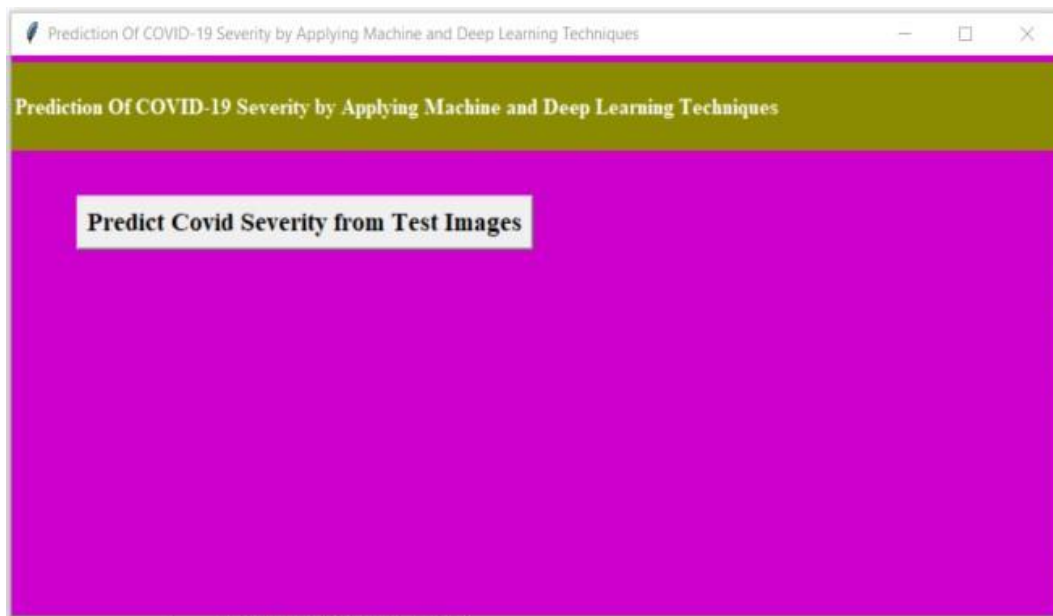 Prediction Of COVID-19 Severity by Applying Machine and Deep Learning Techniques
Prediction Of COVID-19 Severity by Applying Machine and Deep Learning Techniques
Predict Covid Severity from Test Images